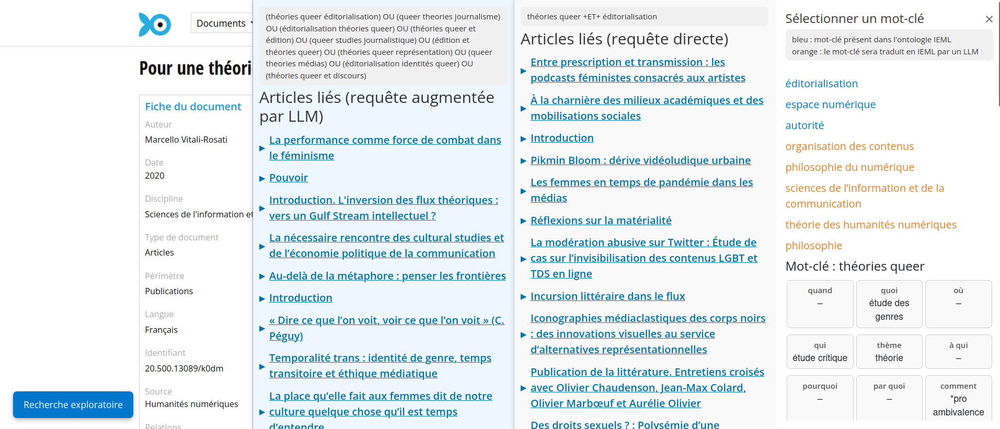 Documents
Pour une théori
Fiche du document
Auteur
Marcello Vitali-Rosati
Date
2020
Discipline
Sciences de l'information et
Type de document
Articles
Périmètre
Publications
Langue
Français
Identifiant
20.500.13089/k0dm
Source
Humanités numériques
Relations
Recherche exploratoire
(théories queer éditorialisation) OU (queer theories journalisme)
OU (éditorialisation théories queer) OU (théories queer et
édition) OU (queer studies journalistique) OU (édition et
théories queer) OU (théories queer représentation) OU (queer
theories médias) OU (éditorialisation identités queer) OU
(théories queer et discours)
Articles liés (requête augmentée
par LLM)
La performance comme force de combat dans
le féminisme
Pouvoir
Introduction. L'inversion des flux théoriques :
vers un Gulf Stream intellectuel ?
La nécessaire rencontre des cultural studies et
de l’économie politique de la communication
Au-delà de la métaphore : penser les frontières
Introduction
« Dire ce que l’on voit, voir ce que l’on voit » (C.
Péguy)
Temporalité trans : identité de genre, temps
transitoire et éthique médiatique
La place qu’elle fait aux femmes dit de notre
culture quelque chose qu’il est temps
d’entendre
théories queer +ET+ éditorialisation
Articles liés (requête directe)
Entre prescription et transmission : les
podcasts féministes consacrés aux artistes
À la charnière des milieux académiques et des
mobilisations sociales
Introduction
Pikmin Bloom : dérive vidéoludique urbaine
Les femmes en temps de pandémie dans les
médias
Réflexions sur la matérialité
La modération abusive sur Twitter : Étude de
cas sur l’invisibilisation des contenus LGBT et
TDS en ligne
Incursion littéraire dans le flux
Iconographies médiaclastiques des corps noirs
: des innovations visuelles au service
d’alternatives représentationnelles
Publication de la littérature. Entretiens croisés
avec Olivier Chaudenson, Jean-Max Colard,
Olivier Marbœuf et Aurélie Olivier
Des droits sexuels ? : Polysémie d’une
Sélectionner un mot-clé
×
bleu : mot-clé présent dans l'ontologie IEML
orange : le mot-clé sera traduit en IEML par un LLM
éditorialisation
espace numérique
autorité
organisation des contenus
philosophie du numérique
sciences de l’information et de la
communication
théorie des humanités numériques
philosophie
Mot-clé : théories queer
quand
–
quoi
étude des
genres
où
–
qui
étude critique
thème
théorie
à qui
–
pourquoi
–
par quoi
–
comment
*pro
ambivalence